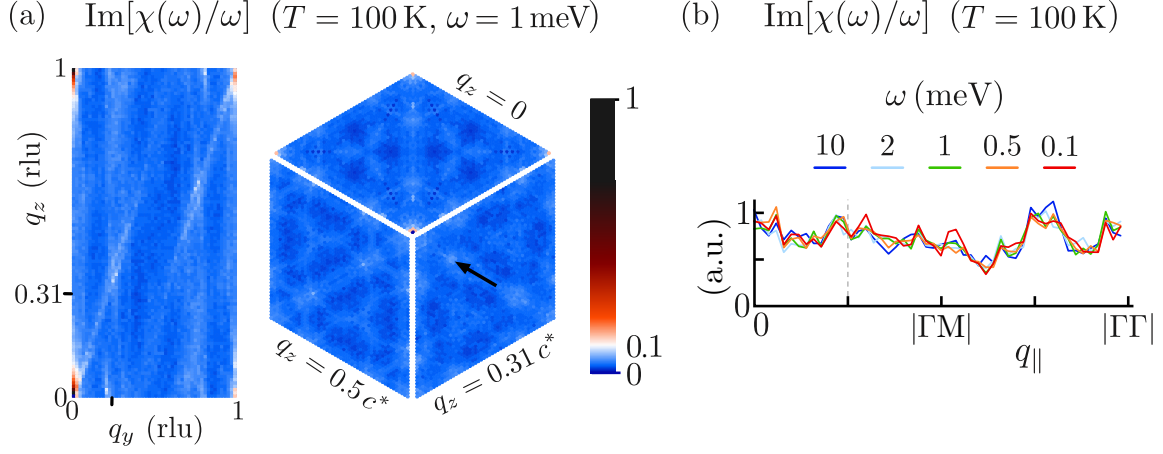 (a) Im[χ(ω)/ω] (T = 100 K, ω = 1 meV)
1
q_z (rlu)
0.31
0
0
1
q_y (rlu)
q_z = 0
q_z = 0.5 c*
q_z = 0.31 c*
1
0.1
0
(b) Im[χ(ω)/ω] (T = 100 K)
ω (meV)
10 2 1 0.5 0.1
1
(a.u.)
0
0 |ΓM| |ΓΓ|
q_∥